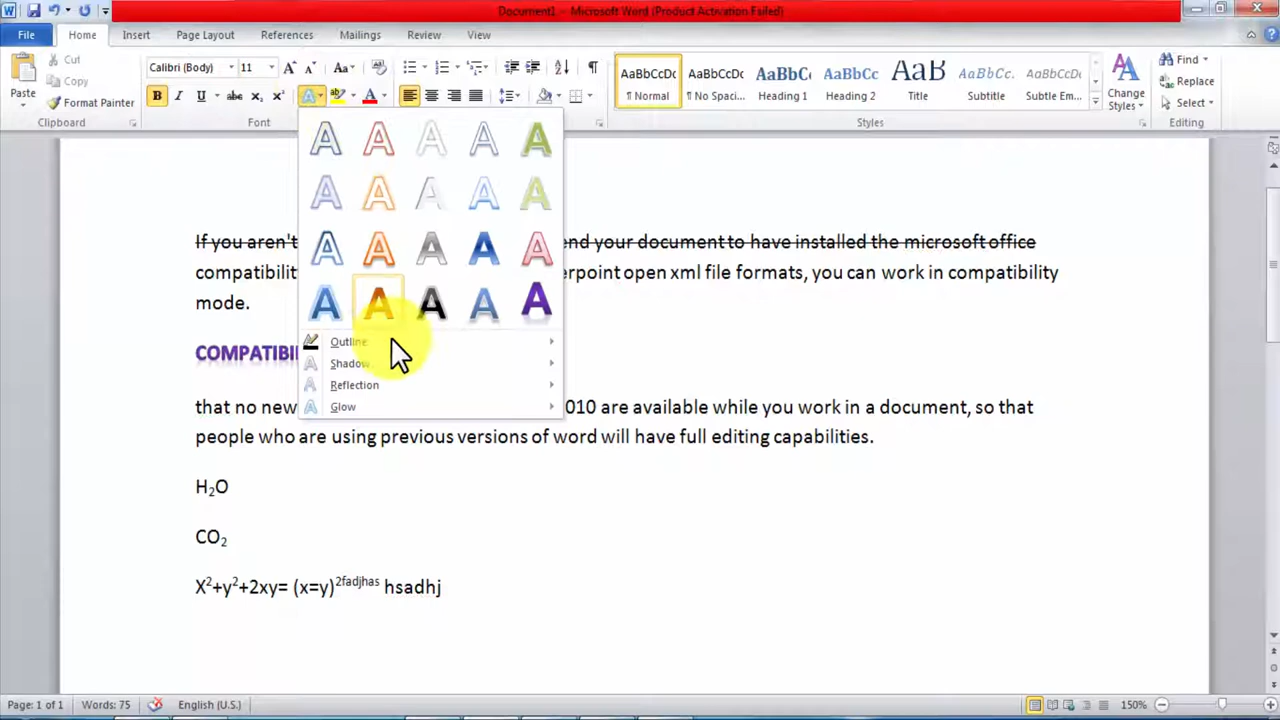 Document1 - Microsoft Word (Product Activation Failed)
File Home Insert Page Layout References Mailings Review View
Cut
Copy
Format Painter
Paste
Clipboard
Calibri (Body) 11
Font
AaBbCcDc AaBbCcDc AaBbC AaBbCc AaB AaBbCcDc AaBbCcDc
¶ Normal ¶ No Spaci... Heading 1 Heading 2 Title Subtitle Subtle Em...
Change
Styles
Styles
Find
Replace
Select
Editing
Outline
Shadow
Reflection
Glow
If you aren't end your document to have installed the microsoft office
compatibility erpoint open xml file formats, you can work in compatibility
mode.
COMPATIBI
that no new 010 are available while you work in a document, so that
people who are using previous versions of word will have full editing capabilities.
H₂O
CO₂
X²+y²+2xy= (x=y)²ᶠᵃᵈʲʰᵃˢ hsadhj
Page: 1 of 1 Words: 75 English (U.S.) 150%